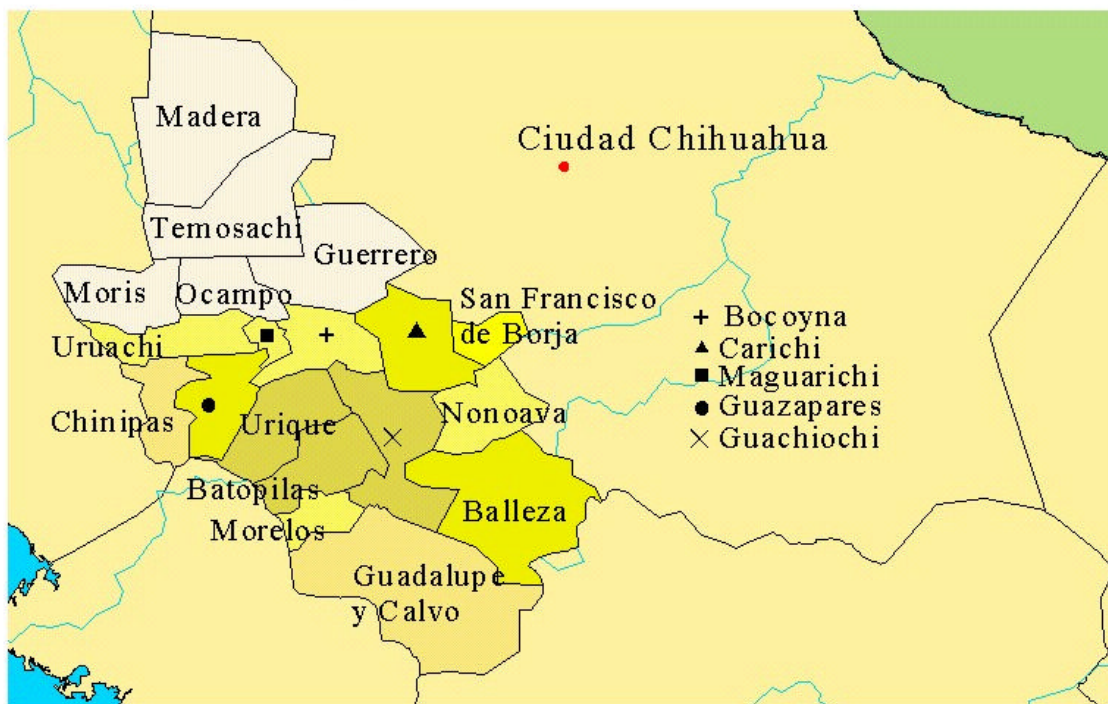 Madera
Ciudad Chihuahua
Temosachi
Guerrero
Moris
Ocampo
San Francisco
de Borja
Uruachi
Chinipas
Urique
Nonoava
Batopilas
Morelos
Balleza
Guadalupe
y Calvo
Bocoyna
Carichi
Maguarichi
Guazapares
Guachiochi